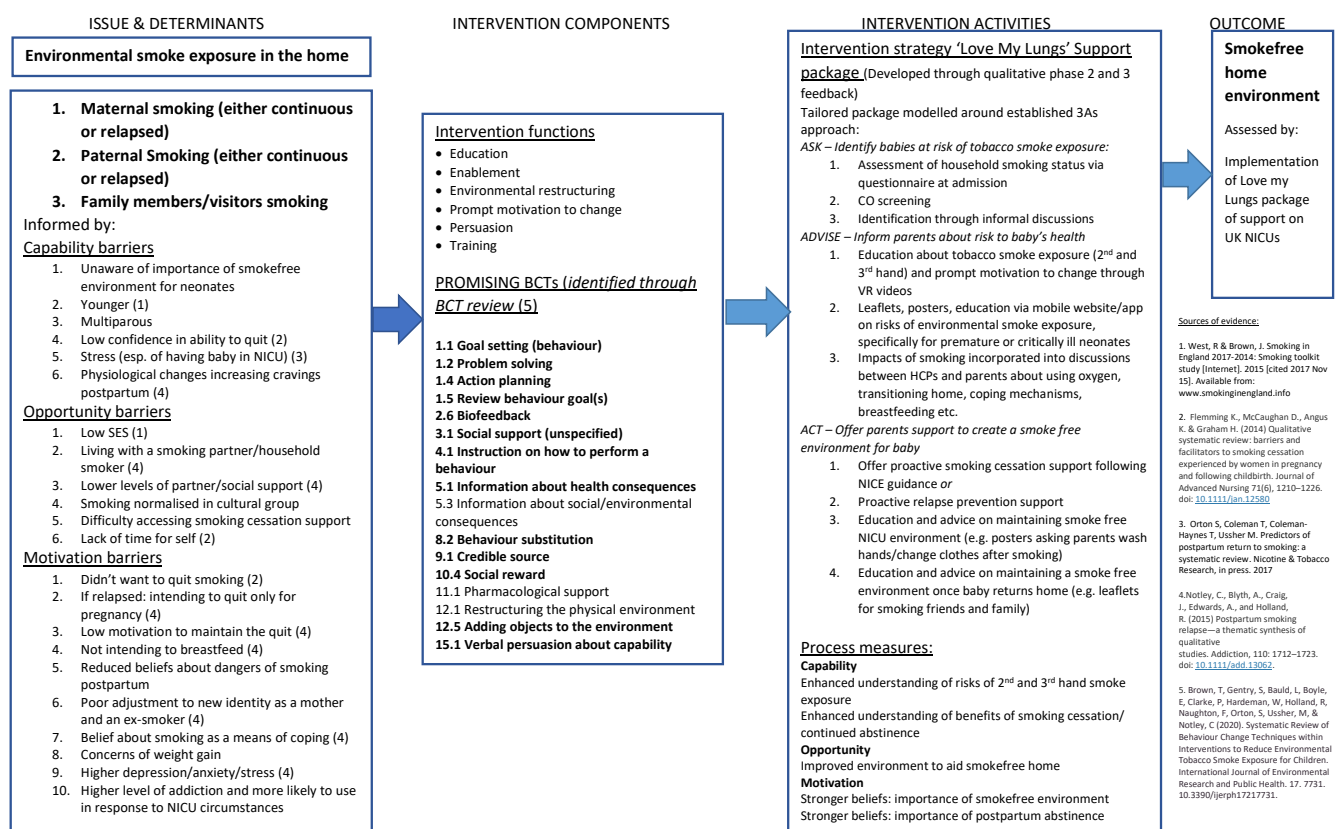 ISSUE & DETERMINANTS
Environmental smoke exposure in the home
1. Maternal smoking (either continuous
or relapsed)
2. Paternal Smoking (either continuous
or relapsed)
3. Family members/visitors smoking
Informed by:
Capability barriers
1. Unaware of importance of smokefree
environment for neonates
2. Younger (1)
3. Multiparous
4. Low confidence in ability to quit (2)
5. Stress (esp. of having baby in NICU) (3)
6. Physiological changes increasing cravings
postpartum (4)
Opportunity barriers
1. Low SES (1)
2. Living with a smoking partner/household
smoker (4)
3. Lower levels of partner/social support (4)
4. Smoking normalised in cultural group
5. Difficulty accessing smoking cessation support
6. Lack of time for self (2)
Motivation barriers
1. Didn't want to quit smoking (2)
2. If relapsed: intending to quit only for
pregnancy (4)
3. Low motivation to maintain the quit (4)
4. Not intending to breastfeed (4)
5. Reduced beliefs about dangers of smoking
postpartum
6. Poor adjustment to new identity as a mother
and an ex-smoker (4)
7. Belief about smoking as a means of coping (4)
8. Concerns of weight gain
9. Higher depression/anxiety/stress (4)
10. Higher level of addiction and more likely to use
in response to NICU circumstances
INTERVENTION COMPONENTS
Intervention functions
• Education
• Enablement
• Environmental restructuring
• Prompt motivation to change
• Persuasion
• Training
PROMISING BCTs (identified through
BCT review (5)
1.1 Goal setting (behaviour)
1.2 Problem solving
1.4 Action planning
1.5 Review behaviour goal(s)
2.6 Biofeedback
3.1 Social support (unspecified)
4.1 Instruction on how to perform a
behaviour
5.1 Information about health consequences
5.3 Information about social/environmental
consequences
8.2 Behaviour substitution
9.1 Credible source
10.4 Social reward
11.1 Pharmacological support
12.1 Restructuring the physical environment
12.5 Adding objects to the environment
15.1 Verbal persuasion about capability
INTERVENTION ACTIVITIES
Intervention strategy 'Love My Lungs' Support
package (Developed through qualitative phase 2 and 3
feedback)
Tailored package modelled around established 3As
approach:
ASK – Identify babies at risk of tobacco smoke exposure:
1. Assessment of household smoking status via
questionnaire at admission
2. CO screening
3. Identification through informal discussions
ADVISE – Inform parents about risk to baby's health
1. Education about tobacco smoke exposure (2nd and
3rd hand) and prompt motivation to change through
VR videos
2. Leaflets, posters, education via mobile website/app
on risks of environmental smoke exposure,
specifically for premature or critically ill neonates
3. Impacts of smoking incorporated into discussions
between HCPs and parents about using oxygen,
transitioning home, coping mechanisms,
breastfeeding etc.
ACT – Offer parents support to create a smoke free
environment for baby
1. Offer proactive smoking cessation support following
NICE guidance or
2. Proactive relapse prevention support
3. Education and advice on maintaining smoke free
NICU environment (e.g. posters asking parents wash
hands/change clothes after smoking)
4. Education and advice on maintaining a smoke free
environment once baby returns home (e.g. leaflets
for smoking friends and family)
Process measures:
Capability
Enhanced understanding of risks of 2nd and 3rd hand smoke
exposure
Enhanced understanding of benefits of smoking cessation/
continued abstinence
Opportunity
Improved environment to aid smokefree home
Motivation
Stronger beliefs: importance of smokefree environment
Stronger beliefs: importance of postpartum abstinence
OUTCOME
Smokefree
home
environment
Assessed by:
Implementation
of Love my
Lungs package
of support on
UK NICUs
Sources of evidence:
1. West, R & Brown, J. Smoking in
England 2017-2014: Smoking toolkit
study [Internet]. 2015 [cited 2017 Nov
15]. Available from:
www.smokinginengland.info
2. Flemming K., McCaughan D., Angus
K. & Graham H. (2014) Qualitative
systematic review: barriers and
facilitators to smoking cessation
experienced by women in pregnancy
and following childbirth. Journal of
Advanced Nursing 71(6), 1210–1226.
doi: 10.1111/jan.12580
3. Orton S, Coleman T, Coleman-
Haynes T, Ussher M. Predictors of
postpartum return to smoking: a
systematic review. Nicotine & Tobacco
Research, in press. 2017
4.Notley, C., Blyth, A., Craig,
J., Edwards, A., and Holland,
R. (2015) Postpartum smoking
relapse—a thematic synthesis of
qualitative
studies. Addiction, 110: 1712–1723.
doi: 10.1111/add.13062.
5. Brown, T, Gentry, S, Bauld, L, Boyle,
E, Clarke, P, Hardeman, W, Holland, R,
Naughton, F, Orton, S, Ussher, M, &
Notley, C (2020). Systematic Review of
Behaviour Change Techniques within
Interventions to Reduce Environmental
Tobacco Smoke Exposure for Children.
International Journal of Environmental
Research and Public Health. 17. 7731.
10.3390/ijerph17217731.